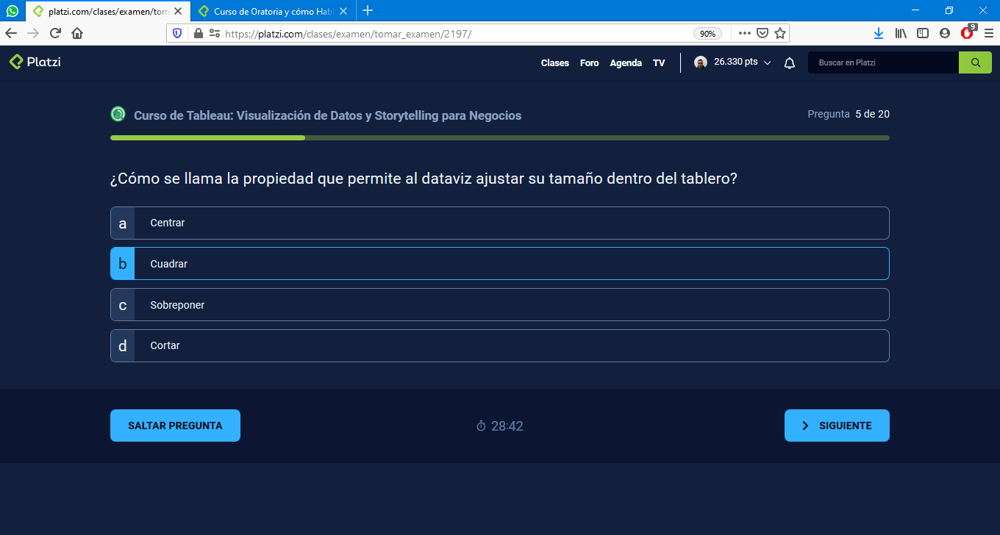 platzi.com/clases/examen/tom
Curso de Oratoria y cómo Habl
https://platzi.com/clases/examen/tomar_examen/2197/
90%
9
Platzi
Clases Foro Agenda TV
26.330 pts
Buscar en Platzi
Curso de Tableau: Visualización de Datos y Storytelling para Negocios
Pregunta 5 de 20
¿Cómo se llama la propiedad que permite al dataviz ajustar su tamaño dentro del tablero?
a Centrar
b Cuadrar
c Sobreponer
d Cortar
SALTAR PREGUNTA
28:42
SIGUIENTE